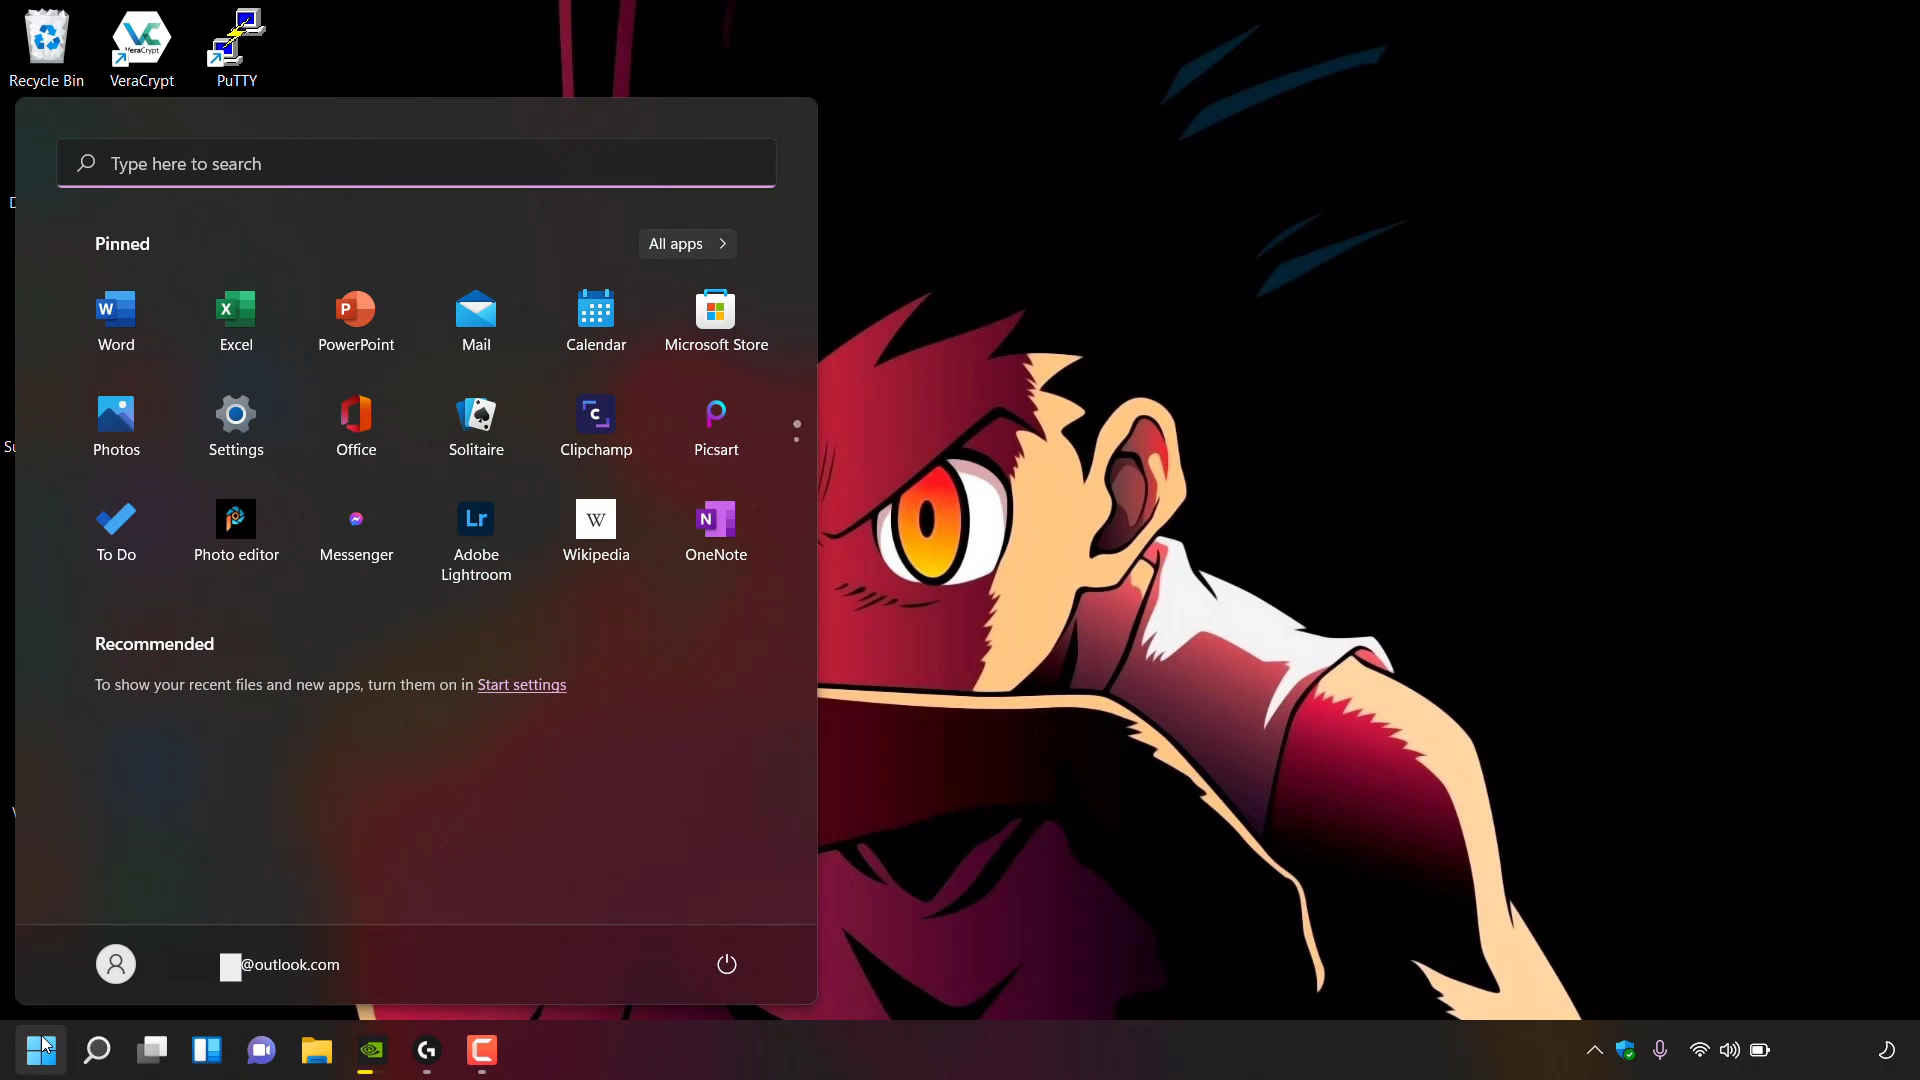 Recycle Bin VeraCrypt PuTTY
Type here to search
Pinned All apps
Word Excel PowerPoint Mail Calendar Microsoft Store
Photos Settings Office Solitaire Clipchamp Picsart
To Do Photo editor Messenger Adobe Lightroom Wikipedia OneNote
Recommended
To show your recent files and new apps, turn them on in Start settings
@outlook.com